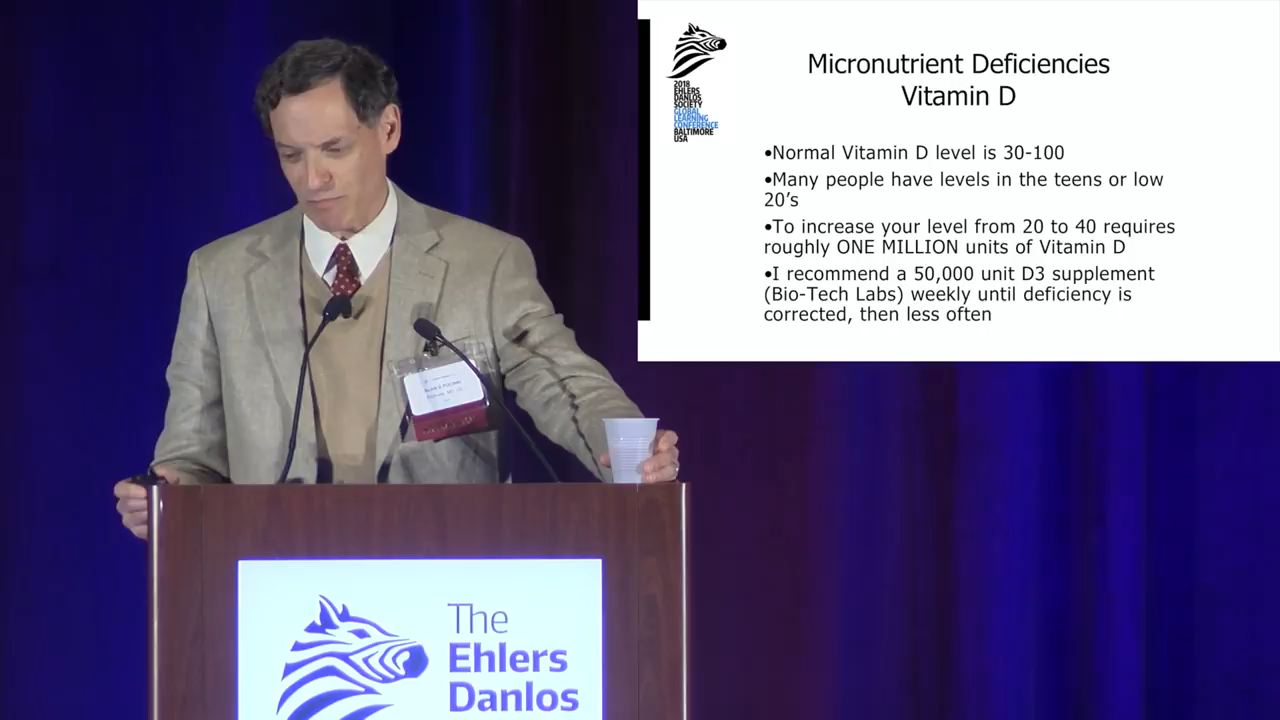 2018
EHLERS
DANLOS
SOCIETY
GLOBAL
LEARNING
CONFERENCE
BALTIMORE
USA
Micronutrient Deficiencies
Vitamin D
•Normal Vitamin D level is 30-100
•Many people have levels in the teens or low
20’s
•To increase your level from 20 to 40 requires
roughly ONE MILLION units of Vitamin D
•I recommend a 50,000 unit D3 supplement
(Bio-Tech Labs) weekly until deficiency is
corrected, then less often
The
Ehlers
Danlos